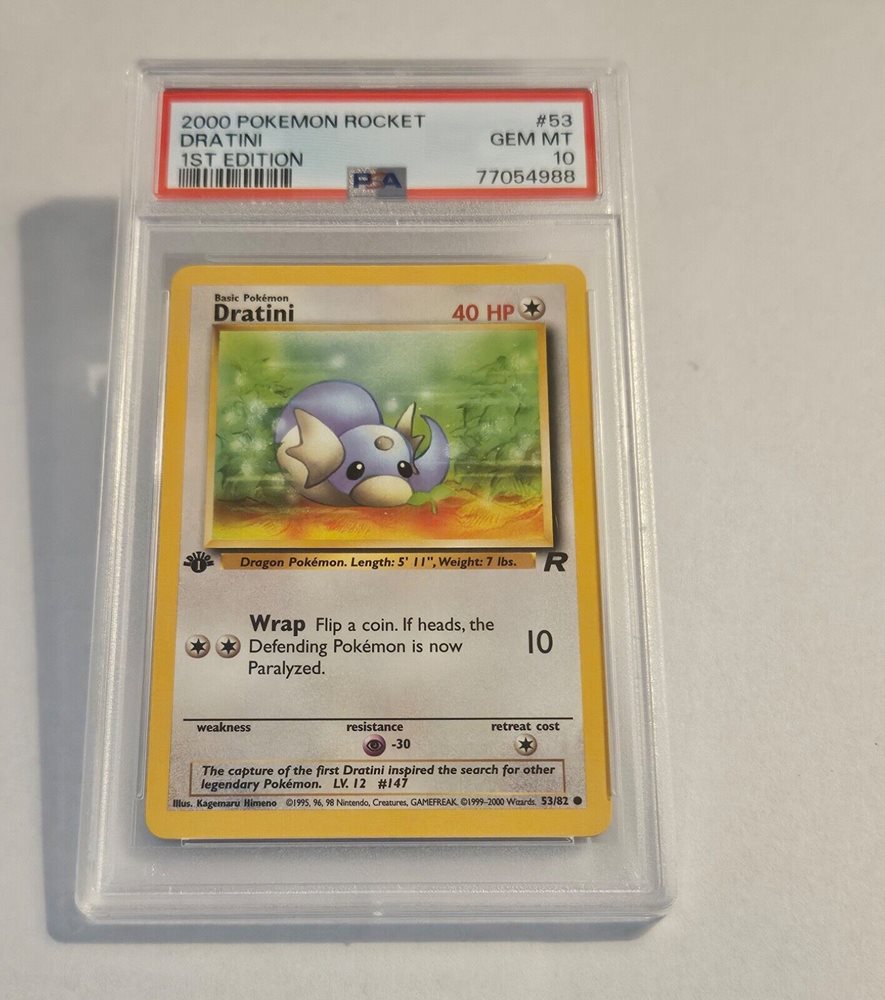 2000 POKEMON ROCKET #53
DRATINI GEM MT
1ST EDITION 10
PSA 77054988
Basic Pokémon
Dratini 40 HP
Dragon Pokémon. Length: 5' 11", Weight: 7 lbs. R
EDITION 1
Wrap Flip a coin. If heads, the
Defending Pokémon is now 10
Paralyzed.
weakness resistance retreat cost
-30
The capture of the first Dratini inspired the search for other
legendary Pokémon. LV. 12 #147
Illus. Kagemaru Himeno ©1995, 96, 98 Nintendo, Creatures, GAMEFREAK. ©1999-2000 Wizards. 53/82